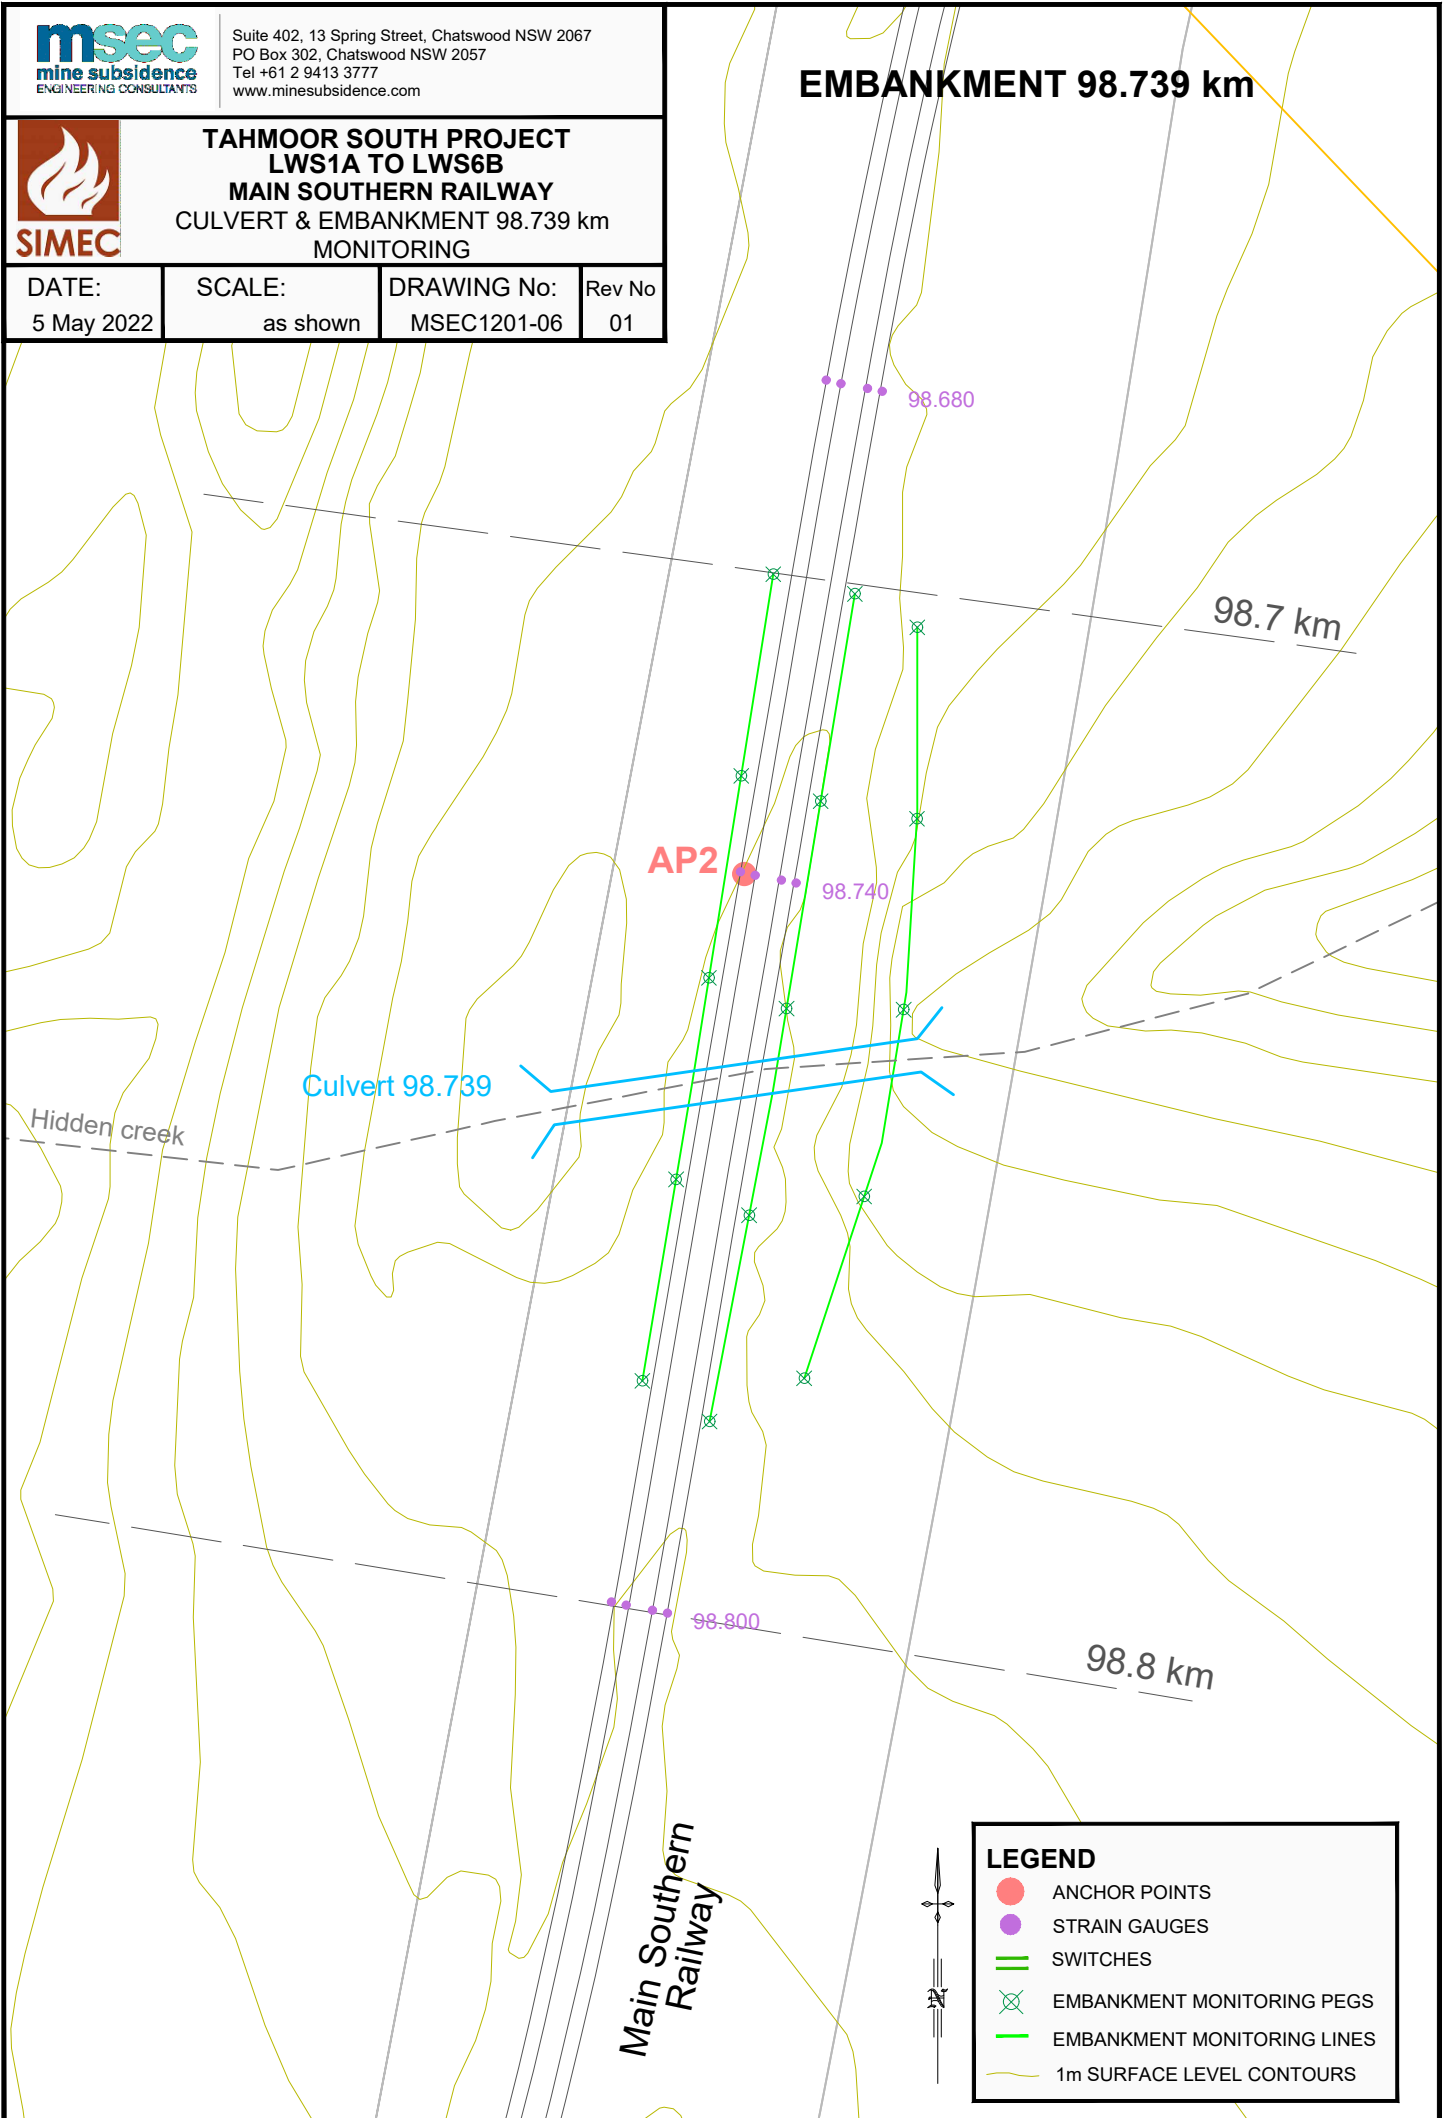 msec
mine subsidence
ENGINEERING CONSULTANTS
Suite 402, 13 Spring Street, Chatswood NSW 2067
PO Box 302, Chatswood NSW 2057
Tel +61 2 9413 3777
www.minesubsidence.com
EMBANKMENT 98.739 km
SIMEC
TAHMOOR SOUTH PROJECT
LWS1A TO LWS6B
MAIN SOUTHERN RAILWAY
CULVERT & EMBANKMENT 98.739 km
MONITORING
DATE:
5 May 2022
SCALE:
as shown
DRAWING No:
MSEC1201-06
Rev No
01
98.680
98.7 km
AP2
98.740
Culvert 98.739
Hidden creek
98.800
98.8 km
Main Southern
Railway
N
LEGEND
ANCHOR POINTS
STRAIN GAUGES
SWITCHES
EMBANKMENT MONITORING PEGS
EMBANKMENT MONITORING LINES
1m SURFACE LEVEL CONTOURS